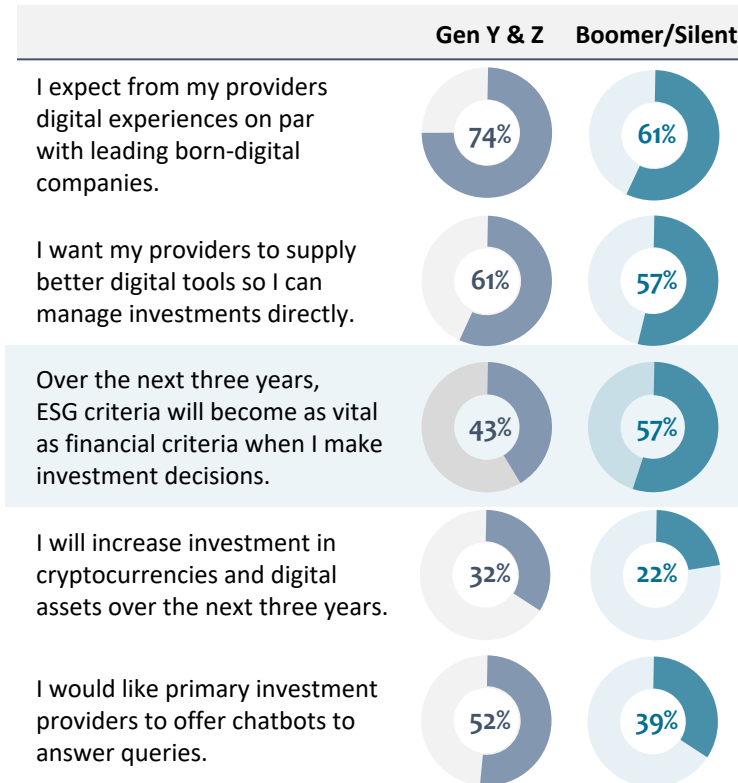 Gen Y & Z Boomer/Silent
I expect from my providers
digital experiences on par
with leading born-digital
companies.
74% 61%
I want my providers to supply
better digital tools so I can
manage investments directly.
61% 57%
Over the next three years,
ESG criteria will become as vital
as financial criteria when I make
investment decisions.
43% 57%
I will increase investment in
cryptocurrencies and digital
assets over the next three years.
32% 22%
I would like primary investment
providers to offer chatbots to
answer queries.
52% 39%